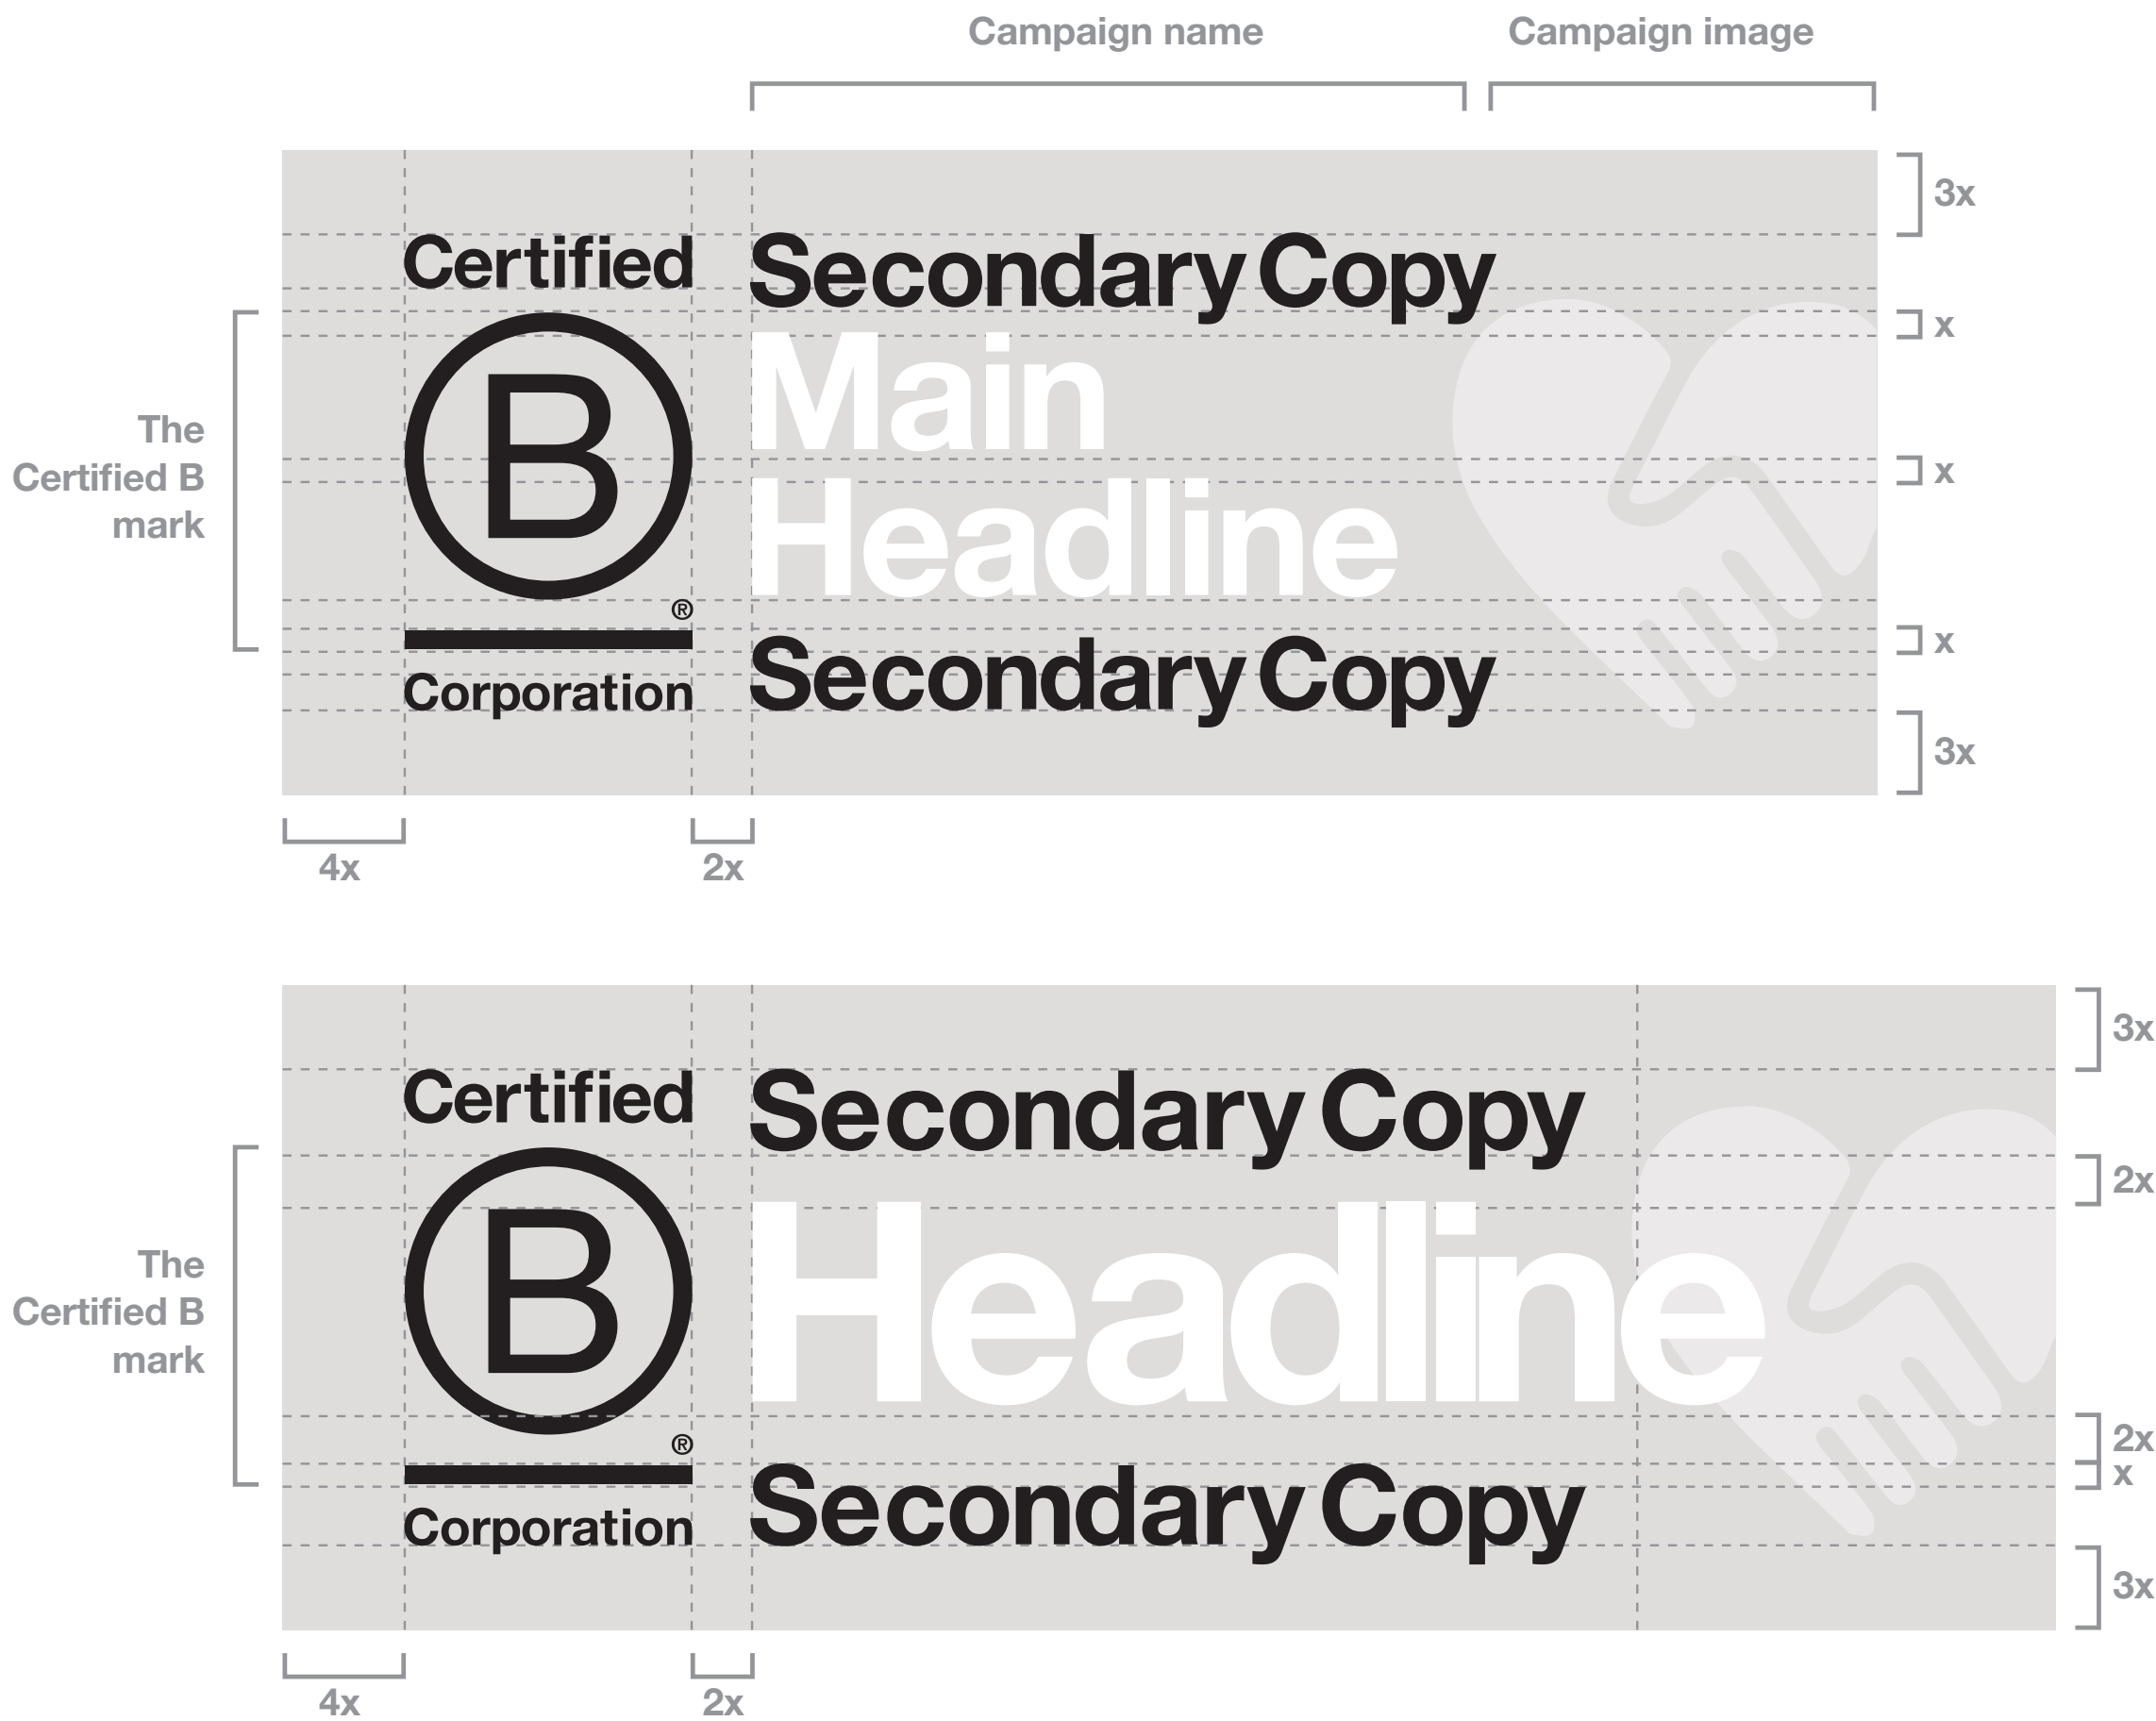 Campaign name
Campaign image
3x
Certified
Secondary Copy
x
Main
The
Certified B
mark
B
x
Headline
®
x
Secondary Copy
Corporation
3x
4x
2x
3x
Certified
Secondary Copy
2x
The
Certified B
mark
B
Headline
2x
®
x
Secondary Copy
Corporation
3x
4x
2x